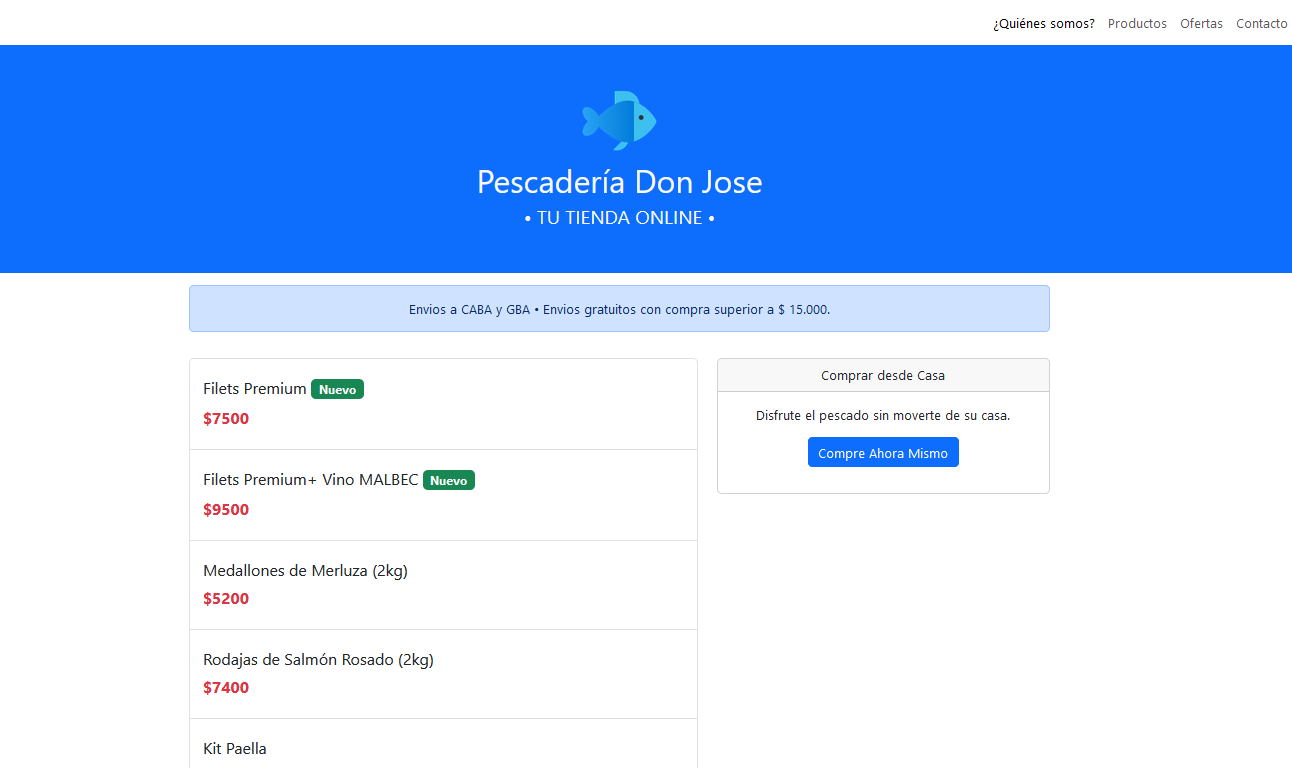 ¿Quiénes somos? Productos Ofertas Contacto
Pescadería Don Jose
• TU TIENDA ONLINE •
Envios a CABA y GBA • Envios gratuitos con compra superior a $ 15.000.
Filets Premium Nuevo
$7500
Filets Premium+ Vino MALBEC Nuevo
$9500
Medallones de Merluza (2kg)
$5200
Rodajas de Salmón Rosado (2kg)
$7400
Kit Paella
Comprar desde Casa
Disfrute el pescado sin moverte de su casa.
Compre Ahora Mismo